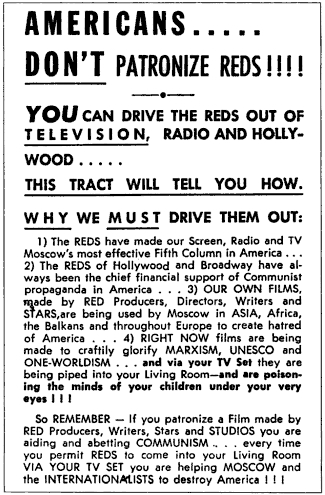 AMERICANS.....
DON'T PATRONIZE REDS!!!!
YOU CAN DRIVE THE REDS OUT OF
TELEVISION, RADIO AND HOLLY-
WOOD .....
THIS TRACT WILL TELL YOU HOW.
WHY WE MUST DRIVE THEM OUT:
1) The REDS have made our Screen, Radio and TV
Moscow's most effective Fifth Column in America . . .
2) The REDS of Hollywood and Broadway have al-
ways been the chief financial support of Communist
propaganda in America . . . 3) OUR OWN FILMS,
made by RED Producers, Directors, Writers and
STARS,are being used by Moscow in ASIA, Africa,
the Balkans and throughout Europe to create hatred
of America . . . 4) RIGHT NOW films are being
made to craftily glorify MARXISM, UNESCO and
ONE-WORLDISM . . . and via your TV Set they are
being piped into your Living Room—and are poison-
ing the minds of your children under your very
eyes ! ! !
So REMEMBER — If you patronize a Film made by
RED Producers, Writers, Stars and STUDIOS you are
aiding and abetting COMMUNISM . . . every time
you permit REDS to come into your Living Room
VIA YOUR TV SET you are helping MOSCOW and
the INTERNATIONALISTS to destroy America ! ! !